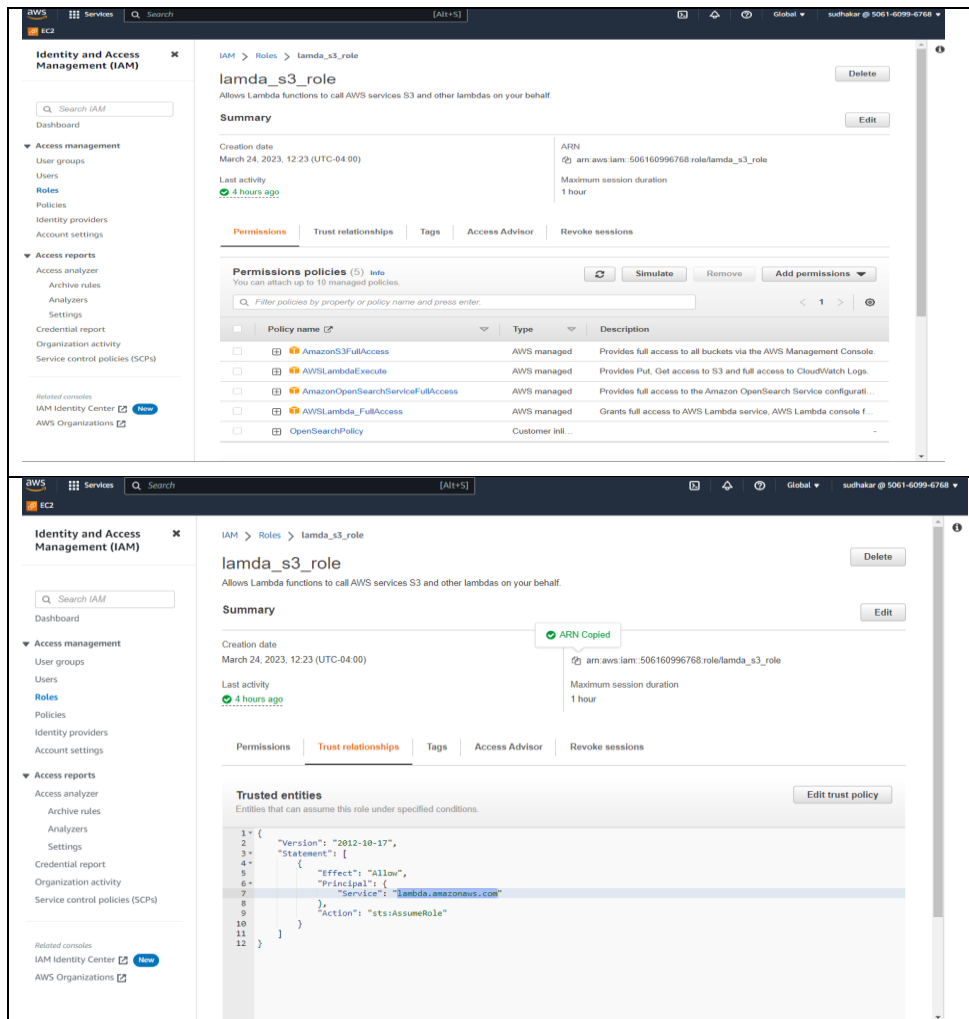 aws Services Search [Alt+S] Global sudhakar @ 5061-6099-6768
EC2
Identity and Access Management (IAM)
Search IAM
Dashboard
Access management
User groups
Users
Roles
Policies
Identity providers
Account settings
Access reports
Access analyzer
Archive rules
Analyzers
Settings
Credential report
Organization activity
Service control policies (SCPs)
Related consoles
IAM Identity Center New
AWS Organizations
IAM > Roles > lamda_s3_role
lamda_s3_role
Delete
Allows Lambda functions to call AWS services S3 and other lambdas on your behalf.
Summary
Edit
Creation date
March 24, 2023, 12:23 (UTC-04:00)
ARN
arn:aws:iam::506160996768:role/lamda_s3_role
Last activity
4 hours ago
Maximum session duration
1 hour
Permissions Trust relationships Tags Access Advisor Revoke sessions
Permissions policies (5) Info
You can attach up to 10 managed policies.
Simulate Remove Add permissions
Filter policies by property or policy name and press enter.
< 1 >
Policy name Type Description
AmazonS3FullAccess AWS managed Provides full access to all buckets via the AWS Management Console.
AWSLambdaExecute AWS managed Provides Put, Get access to S3 and full access to CloudWatch Logs.
AmazonOpenSearchServiceFullAccess AWS managed Provides full access to the Amazon OpenSearch Service configurati...
AWSLambda_FullAccess AWS managed Grants full access to AWS Lambda service, AWS Lambda console f...
OpenSearchPolicy Customer inli... -
aws Services Search [Alt+S] Global sudhakar @ 5061-6099-6768
EC2
Identity and Access Management (IAM)
Search IAM
Dashboard
Access management
User groups
Users
Roles
Policies
Identity providers
Account settings
Access reports
Access analyzer
Archive rules
Analyzers
Settings
Credential report
Organization activity
Service control policies (SCPs)
Related consoles
IAM Identity Center New
AWS Organizations
IAM > Roles > lamda_s3_role
lamda_s3_role
Delete
Allows Lambda functions to call AWS services S3 and other lambdas on your behalf.
Summary
Edit
ARN Copied
Creation date
March 24, 2023, 12:23 (UTC-04:00)
arn:aws:iam::506160996768:role/lamda_s3_role
Last activity
4 hours ago
Maximum session duration
1 hour
Permissions Trust relationships Tags Access Advisor Revoke sessions
Trusted entities
Edit trust policy
Entities that can assume this role under specified conditions.
1 {
2 "Version": "2012-10-17",
3 "Statement": [
4 {
5 "Effect": "Allow",
6 "Principal": {
7 "Service": "lambda.amazonaws.com"
8 },
9 "Action": "sts:AssumeRole"
10 }
11 ]
12 }